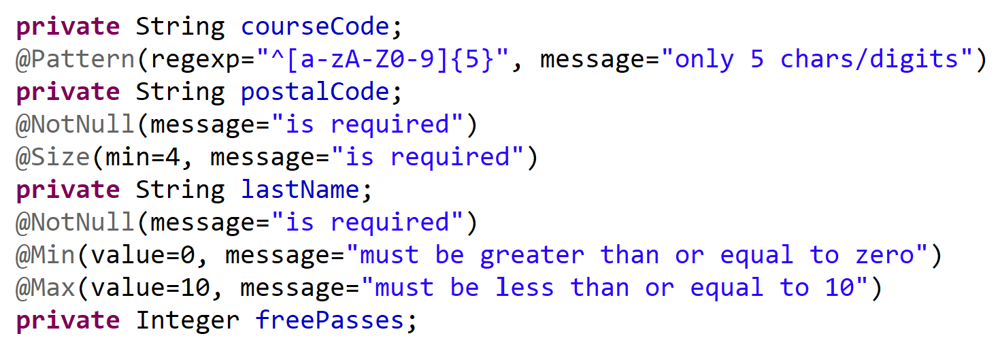 private String courseCode;
@Pattern(regexp="^[a-zA-Z0-9]{5}", message="only 5 chars/digits")
private String postalCode;
@NotNull(message="is required")
@Size(min=4, message="is required")
private String lastName;
@NotNull(message="is required")
@Min(value=0, message="must be greater than or equal to zero")
@Max(value=10, message="must be less than or equal to 10")
private Integer freePasses;